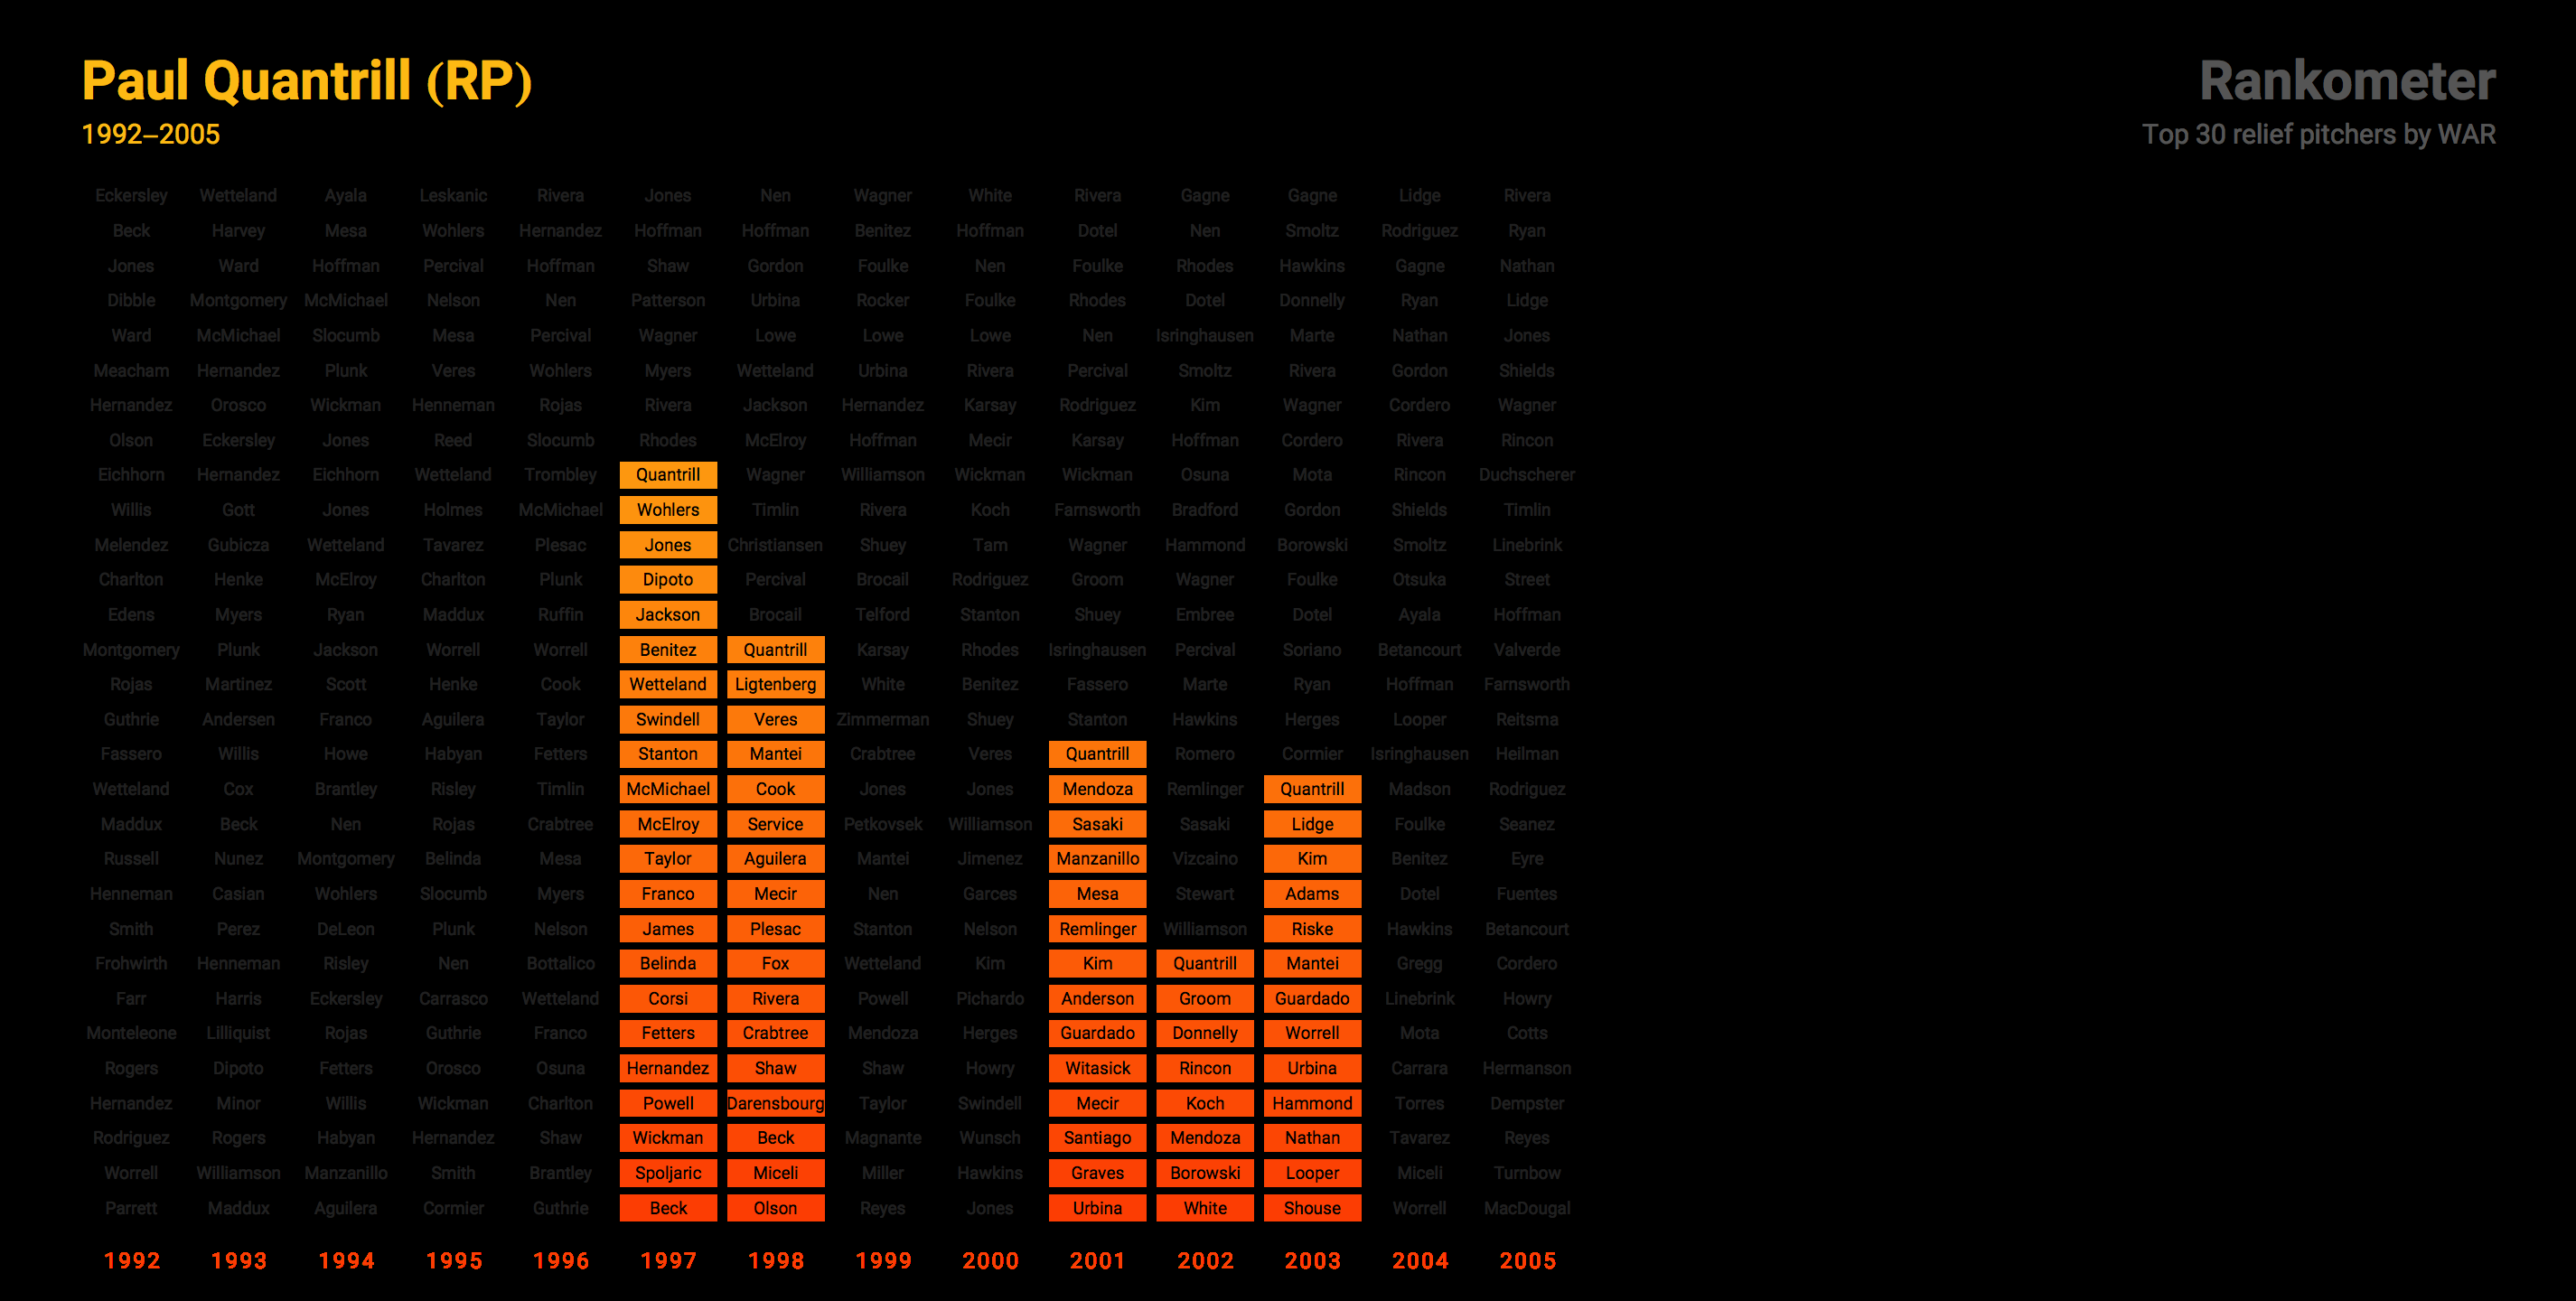 Paul Quantrill (RP)
1992–2005
Rankometer
Top 30 relief pitchers by WAR
Eckersley Wetteland Ayala Leskanic Rivera Jones Nen Wagner White Rivera Gagne Gagne Lidge Rivera
Beck Harvey Mesa Wohlers Hernandez Hoffman Hoffman Benitez Hoffman Dotel Nen Smoltz Rodriguez Ryan
Jones Ward Hoffman Percival Hoffman Shaw Gordon Foulke Nen Foulke Rhodes Hawkins Gagne Nathan
Dibble Montgomery McMichael Nelson Nen Patterson Urbina Rocker Foulke Rhodes Dotel Donnelly Ryan Lidge
Ward McMichael Slocumb Mesa Percival Wagner Lowe Lowe Lowe Nen Isringhausen Marte Nathan Jones
Meacham Hernandez Plunk Veres Wohlers Myers Wetteland Urbina Rivera Percival Smoltz Rivera Gordon Shields
Hernandez Orosco Wickman Henneman Rojas Rivera Jackson Hernandez Karsay Rodriguez Kim Wagner Cordero Wagner
Olson Eckersley Jones Reed Slocumb Rhodes McElroy Hoffman Mecir Karsay Hoffman Cordero Rivera Rincon
Eichhorn Hernandez Eichhorn Wetteland Trombley Quantrill Wagner Williamson Wickman Wickman Osuna Mota Rincon Duchscherer
Willis Gott Jones Holmes McMichael Wohlers Timlin Rivera Koch Farnsworth Bradford Gordon Shields Timlin
Melendez Gubicza Wetteland Tavarez Plesac Jones Christiansen Shuey Tam Wagner Hammond Borowski Smoltz Linebrink
Charlton Henke McElroy Charlton Plunk Dipoto Percival Brocail Rodriguez Groom Wagner Foulke Otsuka Street
Edens Myers Ryan Maddux Ruffin Jackson Brocail Telford Stanton Shuey Embree Dotel Ayala Hoffman
Montgomery Plunk Jackson Worrell Worrell Benitez Quantrill Karsay Rhodes Isringhausen Percival Soriano Betancourt Valverde
Rojas Martinez Scott Henke Cook Wetteland Ligtenberg White Benitez Fassero Marte Ryan Hoffman Farnsworth
Guthrie Andersen Franco Aguilera Taylor Swindell Veres Zimmerman Shuey Stanton Hawkins Herges Looper Reitsma
Fassero Willis Howe Habyan Fetters Stanton Mantei Crabtree Veres Quantrill Romero Cormier Isringhausen Heilman
Wetteland Cox Brantley Risley Timlin McMichael Cook Jones Jones Mendoza Remlinger Quantrill Madson Rodriguez
Maddux Beck Nen Rojas Crabtree McElroy Service Petkovsek Williamson Sasaki Sasaki Lidge Foulke Seanez
Russell Nunez Montgomery Belinda Mesa Taylor Aguilera Mantei Jimenez Manzanillo Vizcaino Kim Benitez Eyre
Henneman Casian Wohlers Slocumb Myers Franco Mecir Nen Garces Mesa Stewart Adams Dotel Fuentes
Smith Perez DeLeon Plunk Nelson James Plesac Stanton Nelson Remlinger Williamson Riske Hawkins Betancourt
Frohwirth Henneman Risley Nen Bottalico Belinda Fox Wetteland Kim Kim Quantrill Mantei Gregg Cordero
Farr Harris Eckersley Carrasco Wetteland Corsi Rivera Powell Pichardo Anderson Groom Guardado Linebrink Howry
Monteleone Lilliquist Rojas Guthrie Franco Fetters Crabtree Mendoza Herges Guardado Donnelly Worrell Mota Cotts
Rogers Dipoto Fetters Orosco Osuna Hernandez Shaw Shaw Howry Witasick Rincon Urbina Carrara Hermanson
Hernandez Minor Willis Wickman Charlton Powell Darensbourg Taylor Swindell Mecir Koch Hammond Torres Dempster
Rodriguez Rogers Habyan Hernandez Shaw Wickman Beck Magnante Wunsch Santiago Mendoza Nathan Tavarez Reyes
Worrell Williamson Manzanillo Smith Brantley Spoljaric Miceli Miller Hawkins Graves Borowski Looper Miceli Turnbow
Parrett Maddux Aguilera Cormier Guthrie Beck Olson Reyes Jones Urbina White Shouse Worrell MacDougal
1992 1993 1994 1995 1996 1997 1998 1999 2000 2001 2002 2003 2004 2005